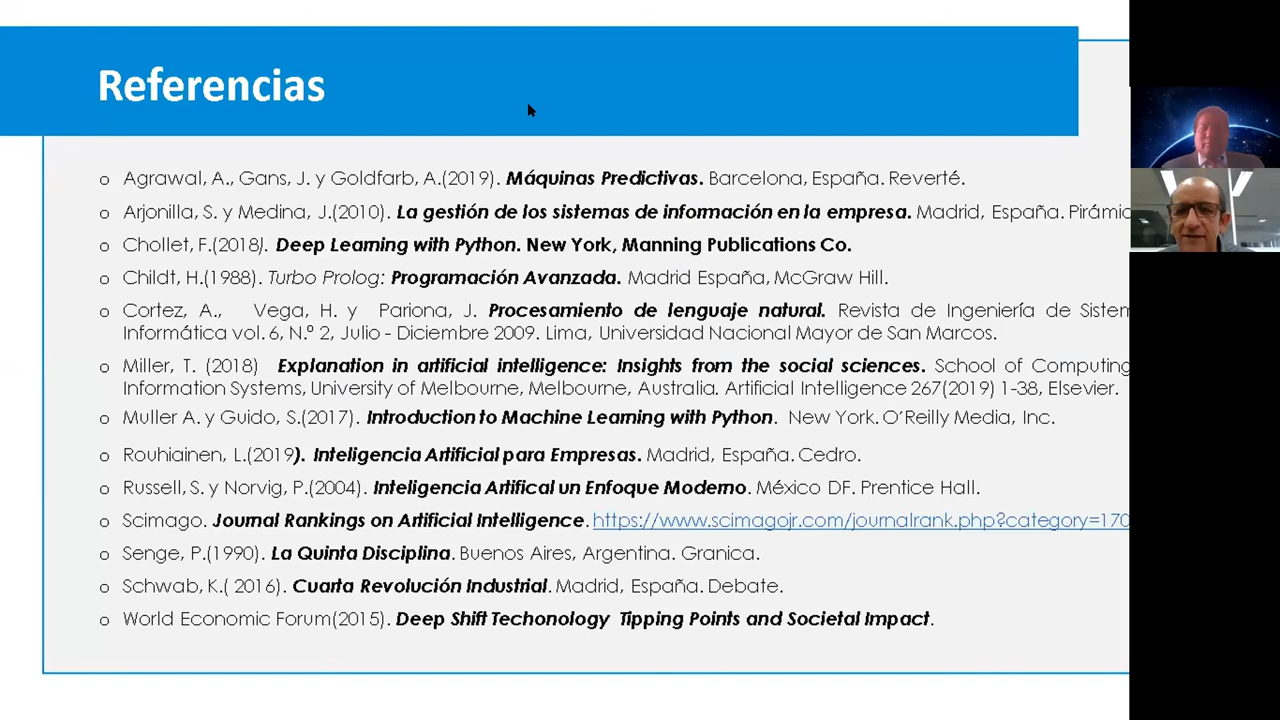 Referencias
o Agrawal, A., Gans, J. y Goldfarb, A.(2019). Máquinas Predictivas. Barcelona, España. Reverté.
o Arjonilla, S. y Medina, J.(2010). La gestión de los sistemas de información en la empresa. Madrid, España.
o Chollet, F.(2018). Deep Learning with Python. New York, Manning Publications Co.
o Childt, H.(1988). Turbo Prolog: Programación Avanzada. Madrid España, McGraw Hill.
o Cortez, A., Vega, H. y Pariona, J. Procesamiento de lenguaje natural. Revista de Ingeniería de
Informática vol. 6, N.º 2, Julio - Diciembre 2009. Lima, Universidad Nacional Mayor de San Marcos.
o Miller, T. (2018) Explanation in artificial intelligence: Insights from the social sciences. School of Computing
Information Systems, University of Melbourne, Melbourne, Australia. Artificial Intelligence 267(2019) 1-38, Elsevier.
o Muller A. y Guido, S.(2017). Introduction to Machine Learning with Python. New York. O'Reilly Media, Inc.
o Rouhiainen, L.(2019). Inteligencia Artificial para Empresas. Madrid, España. Cedro.
o Russell, S. y Norvig, P.(2004). Inteligencia Artifical un Enfoque Moderno. México DF. Prentice Hall.
o Scimago. Journal Rankings on Artificial Intelligence. https://www.scimagojr.com/journalrank.php?category=170
o Senge, P.(1990). La Quinta Disciplina. Buenos Aires, Argentina. Granica.
o Schwab, K.( 2016). Cuarta Revolución Industrial. Madrid, España. Debate.
o World Economic Forum(2015). Deep Shift Techonology Tipping Points and Societal Impact.